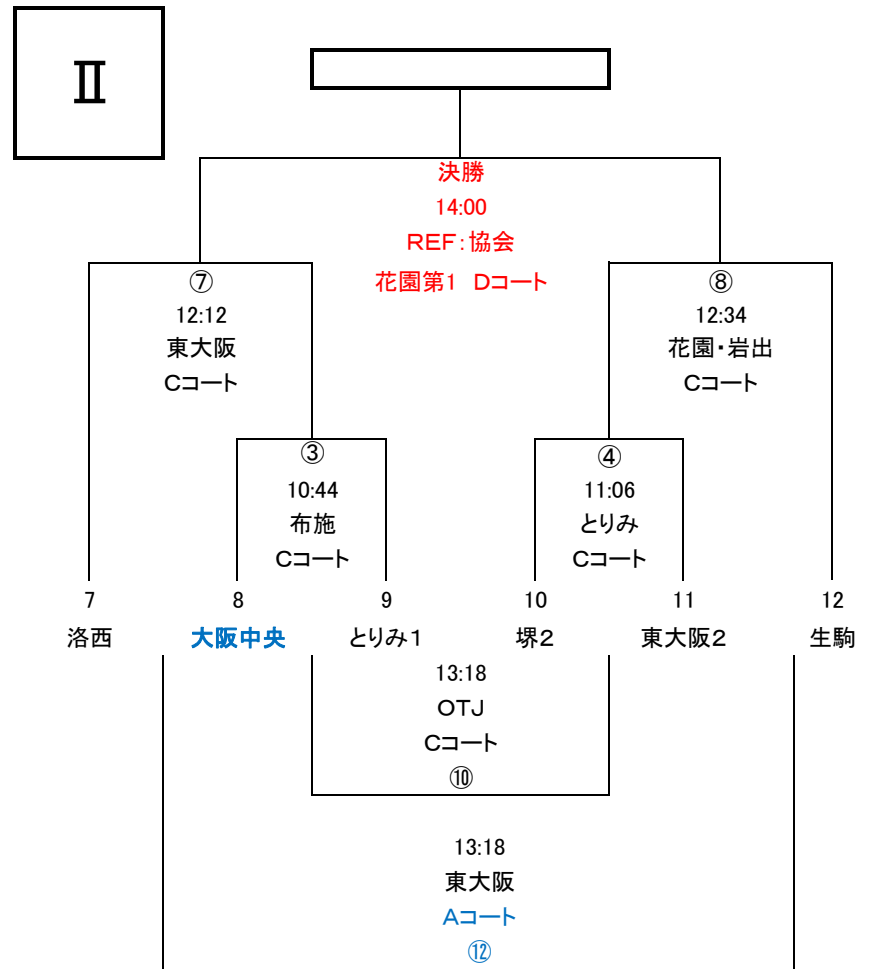 Ⅱ
決勝
14:00
REF:協会
花園第1 Dコート
⑦
12:12
東大阪
Cコート
⑧
12:34
花園・岩出
Cコート
③
10:44
布施
Cコート
④
11:06
とりみ
Cコート
7 8 9 10 11 12
洛西 大阪中央 とりみ1 堺2 東大阪2 生駒
13:18
OTJ
Cコート
⑩
13:18
東大阪
Aコート
⑫